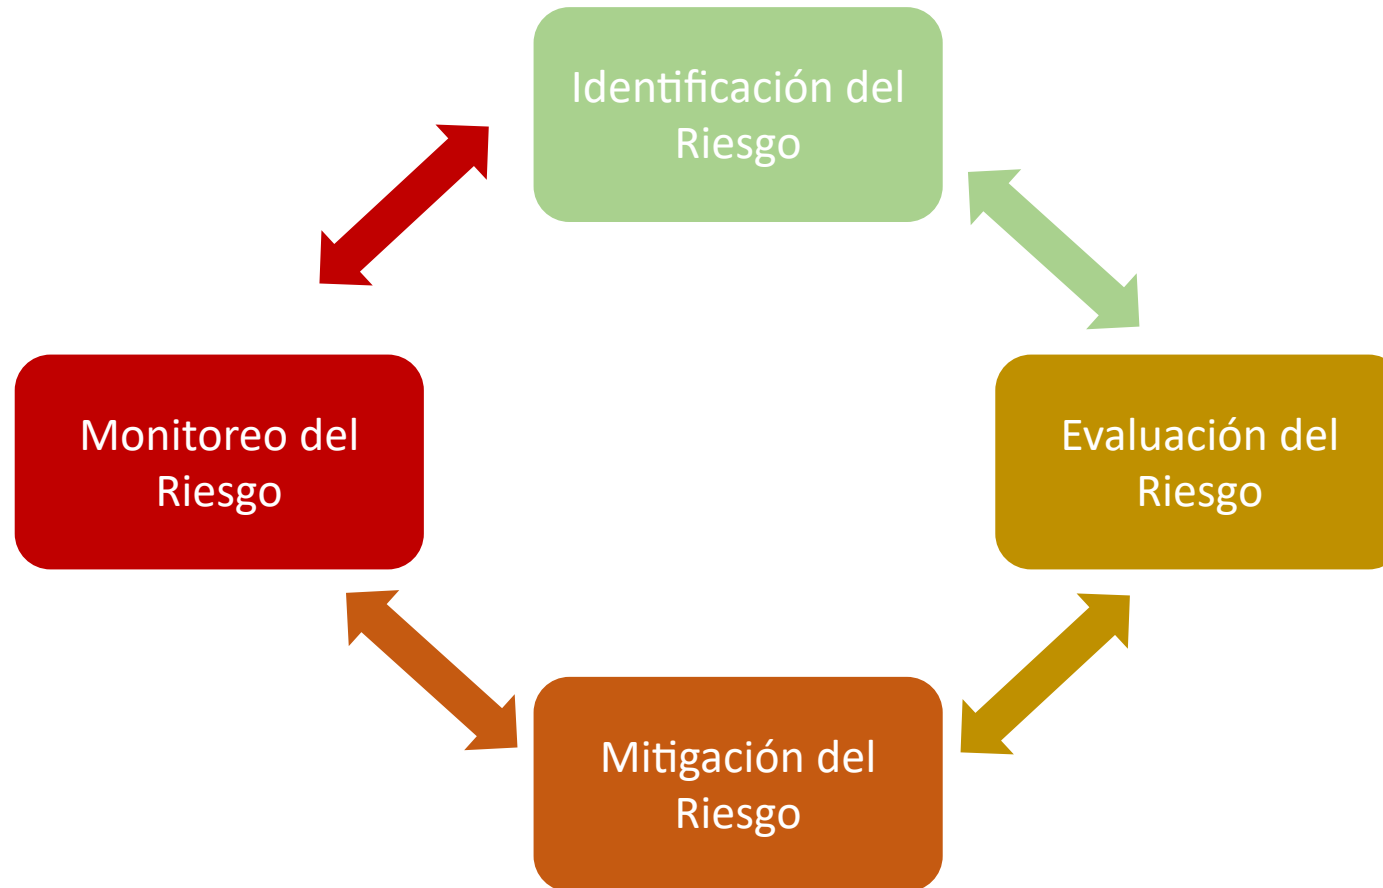 Identificación del
Riesgo
Monitoreo del
Riesgo
Evaluación del
Riesgo
Mitigación del
Riesgo